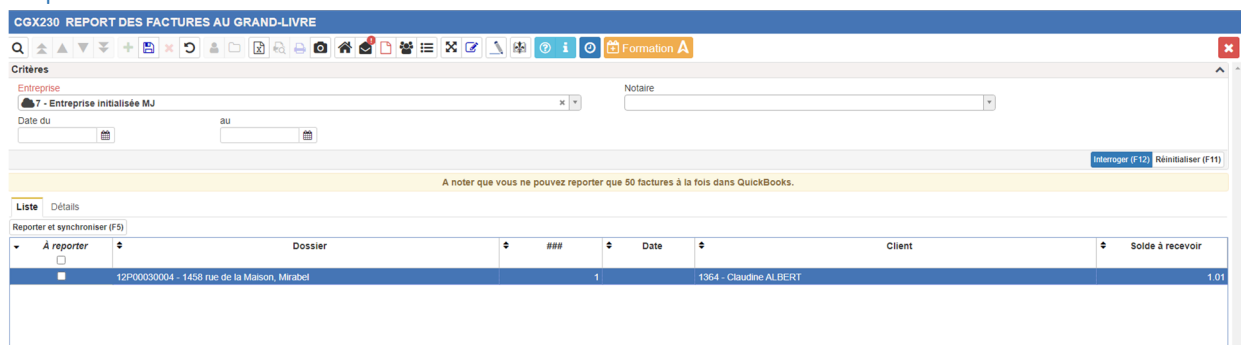 CGX230 REPORT DES FACTURES AU GRAND-LIVRE
Formation A
Critères
Entreprise
Notaire
7 - Entreprise initialisée MJ
Date du
au
Interroger (F12) Réinitialiser (F11)
A noter que vous ne pouvez reporter que 50 factures à la fois dans QuickBooks.
Liste Détails
Reporter et synchroniser (F5)
À reporter Dossier ### Date Client Solde à recevoir
12P00030004 - 1458 rue de la Maison, Mirabel 1 1364 - Claudine ALBERT 1.01